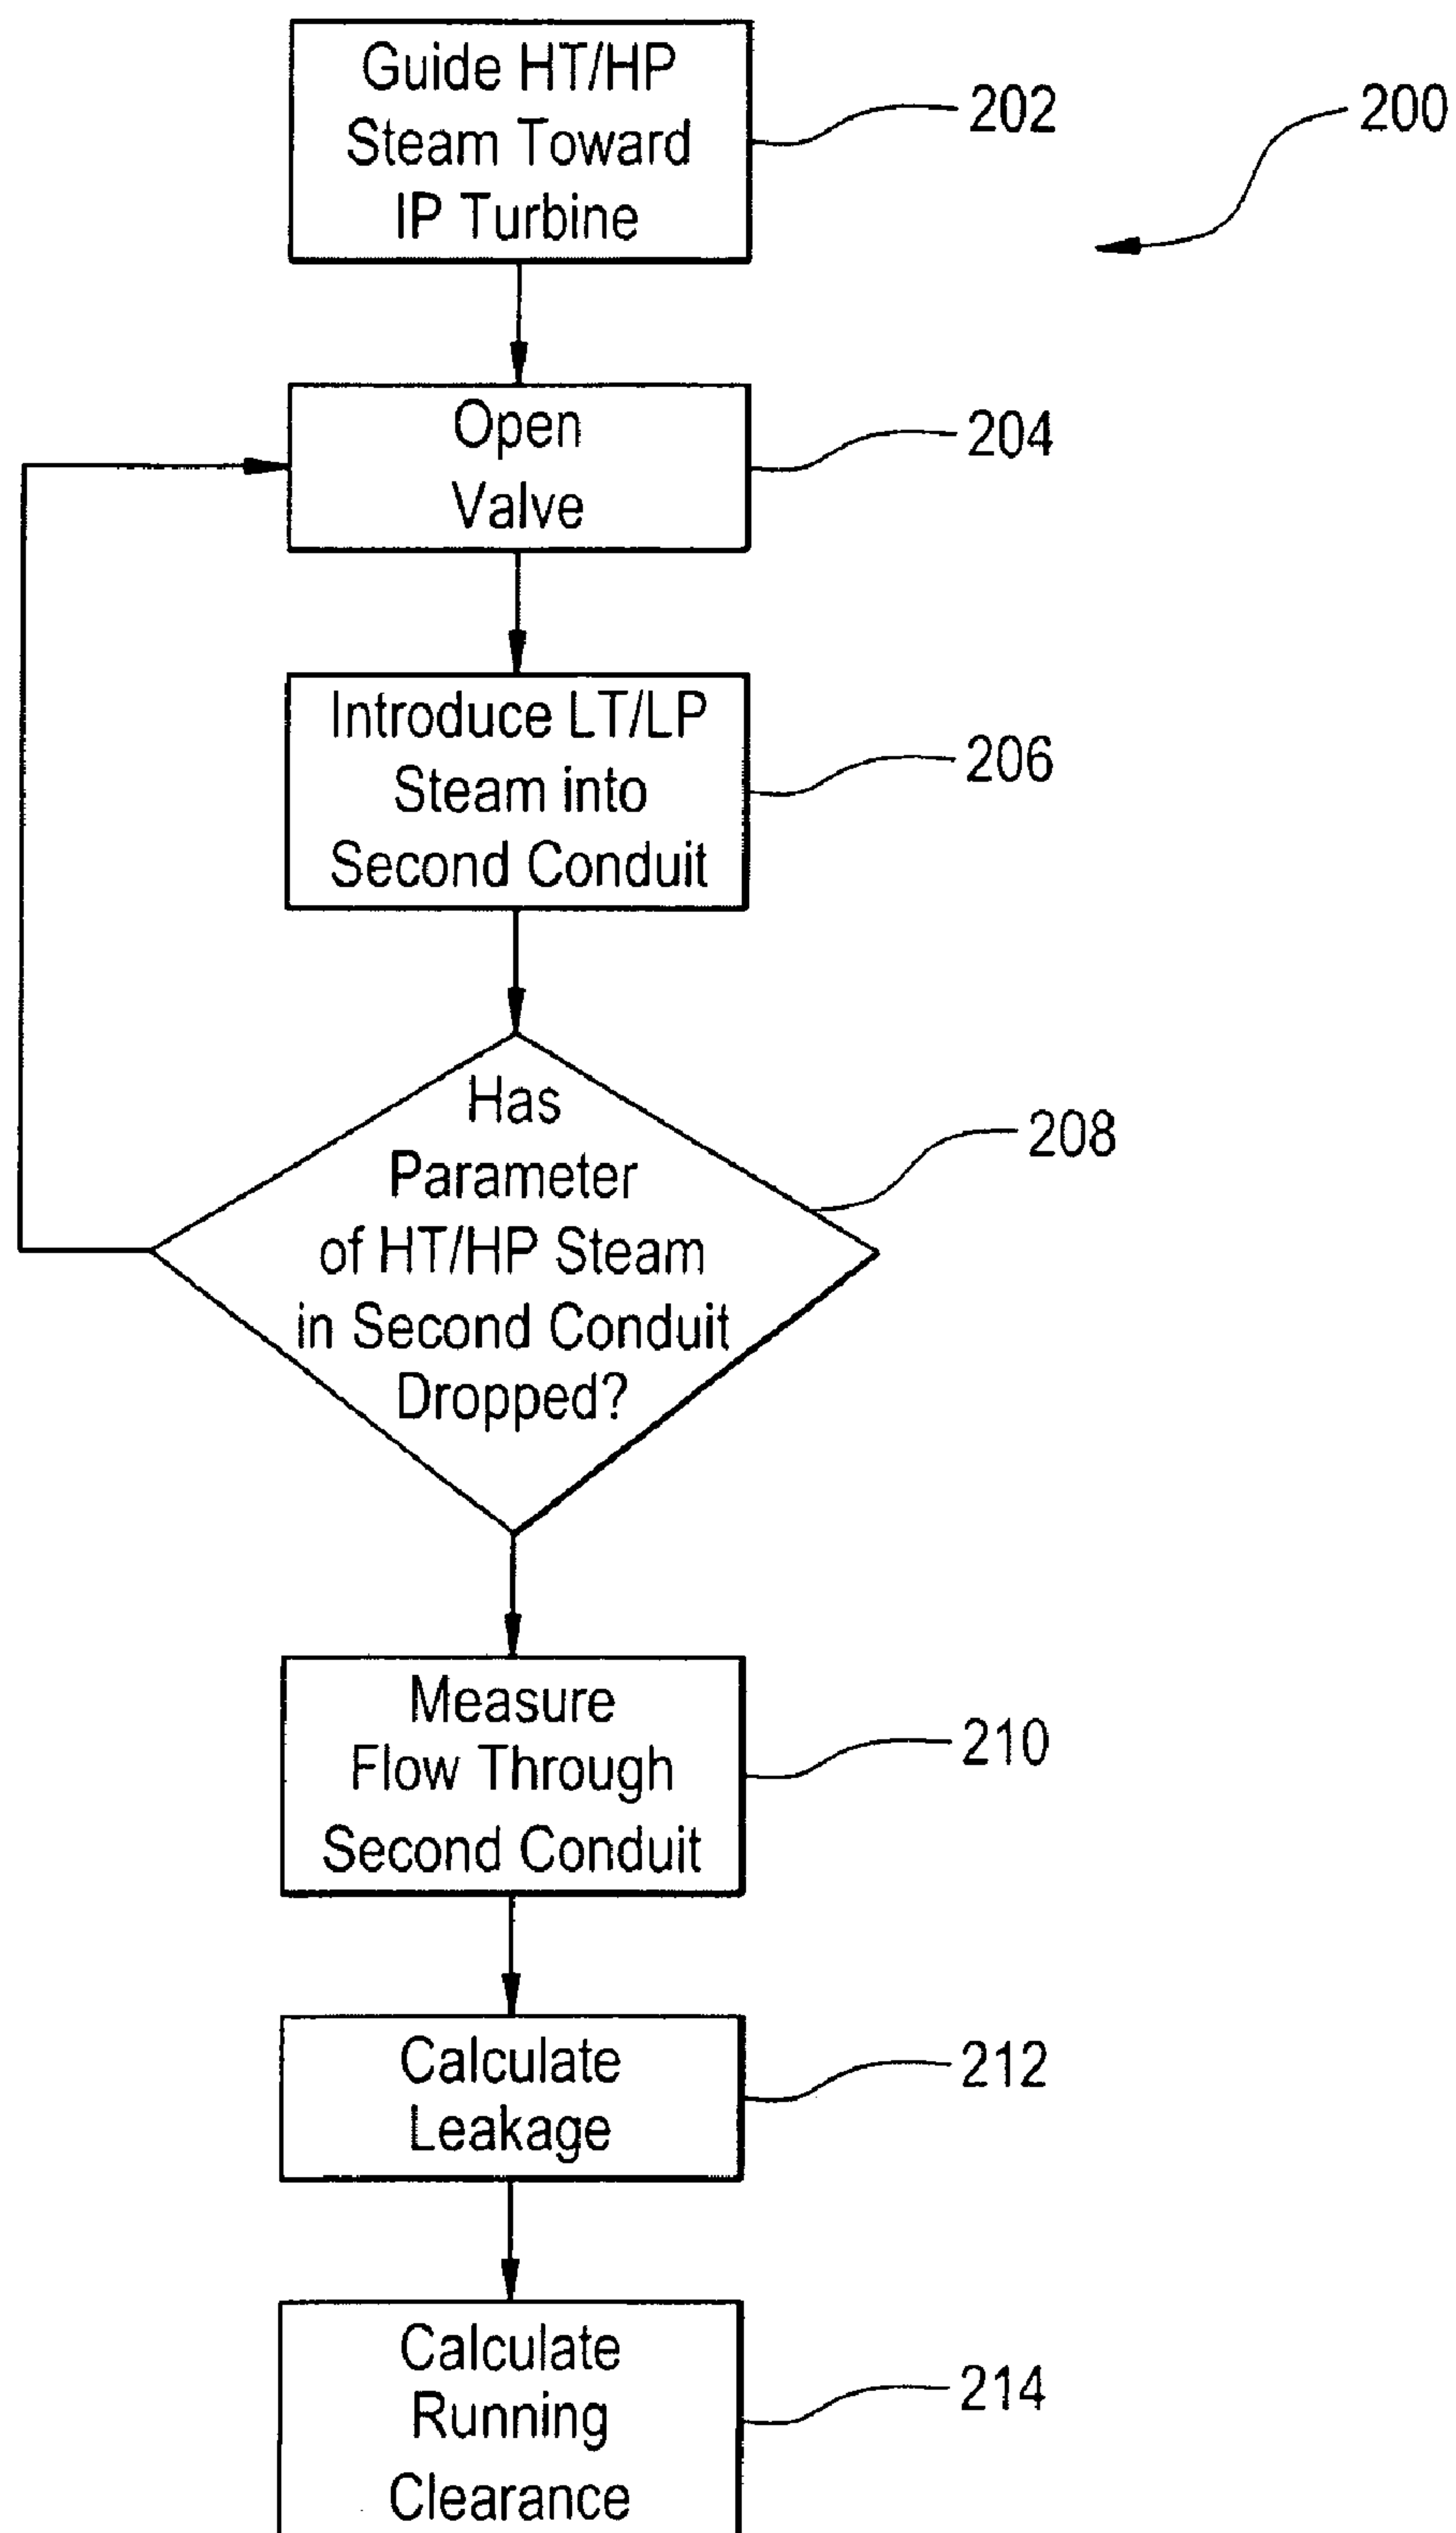 Guide HT/HP
Steam Toward
IP Turbine
202
200
Open
Valve
204
Introduce LT/LP
Steam into
Second Conduit
206
Has
Parameter
of HT/HP Steam
in Second Conduit
Dropped?
208
Measure
Flow Through
Second Conduit
210
Calculate
Leakage
212
Calculate
Running
Clearance
214